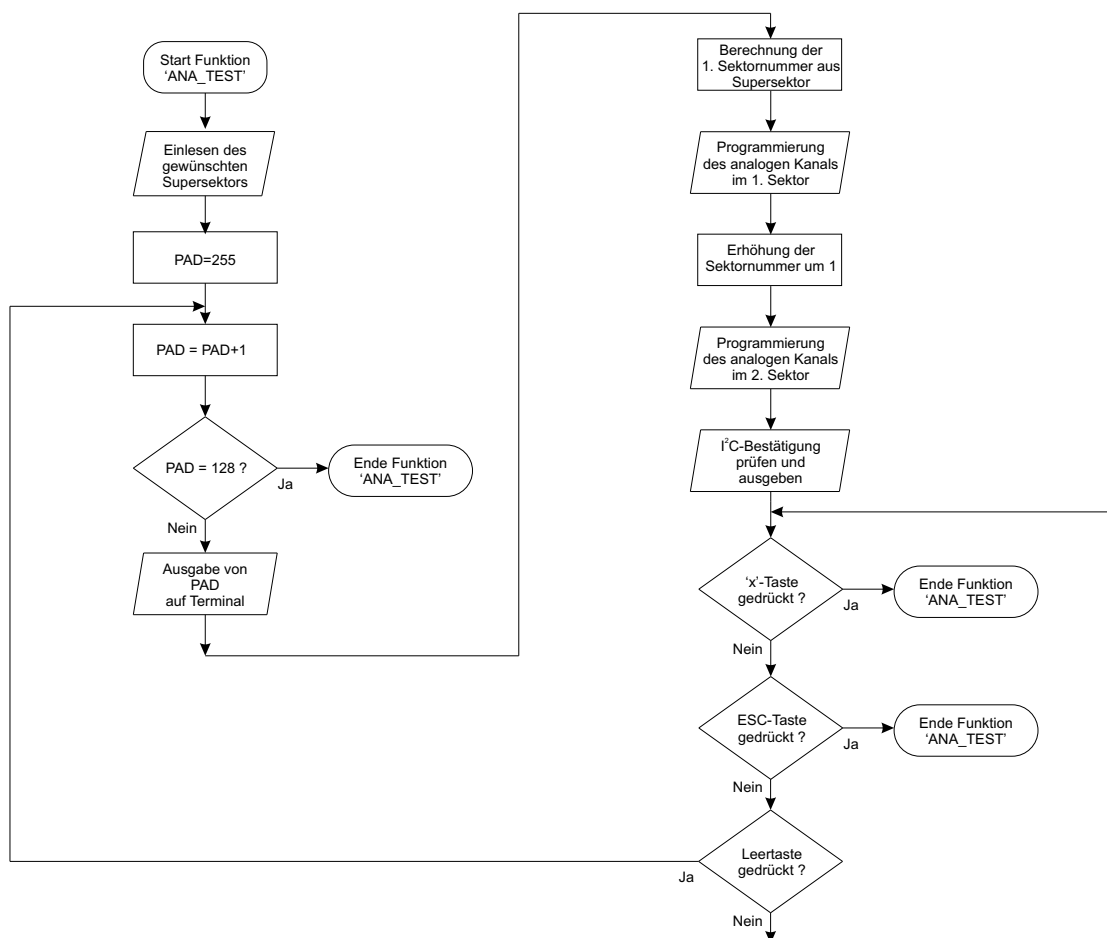 Start Funktion
‘ANA_TEST’
Einlesen des
gewünschten
Supersektors
PAD=255
PAD = PAD+1
PAD = 128 ?
Ja
Ende Funktion
‘ANA_TEST’
Nein
Ausgabe von
PAD
auf Terminal
Berechnung der
1. Sektornummer aus
Supersektor
Programmierung
des analogen Kanals
im 1. Sektor
Erhöhung der
Sektornummer um 1
Programmierung
des analogen Kanals
im 2. Sektor
I²C-Bestätigung
prüfen und
ausgeben
‘x’-Taste
gedrückt ?
Ja
Ende Funktion
‘ANA_TEST’
Nein
ESC-Taste
gedrückt ?
Ja
Ende Funktion
‘ANA_TEST’
Nein
Leertaste
gedrückt ?
Ja
Nein